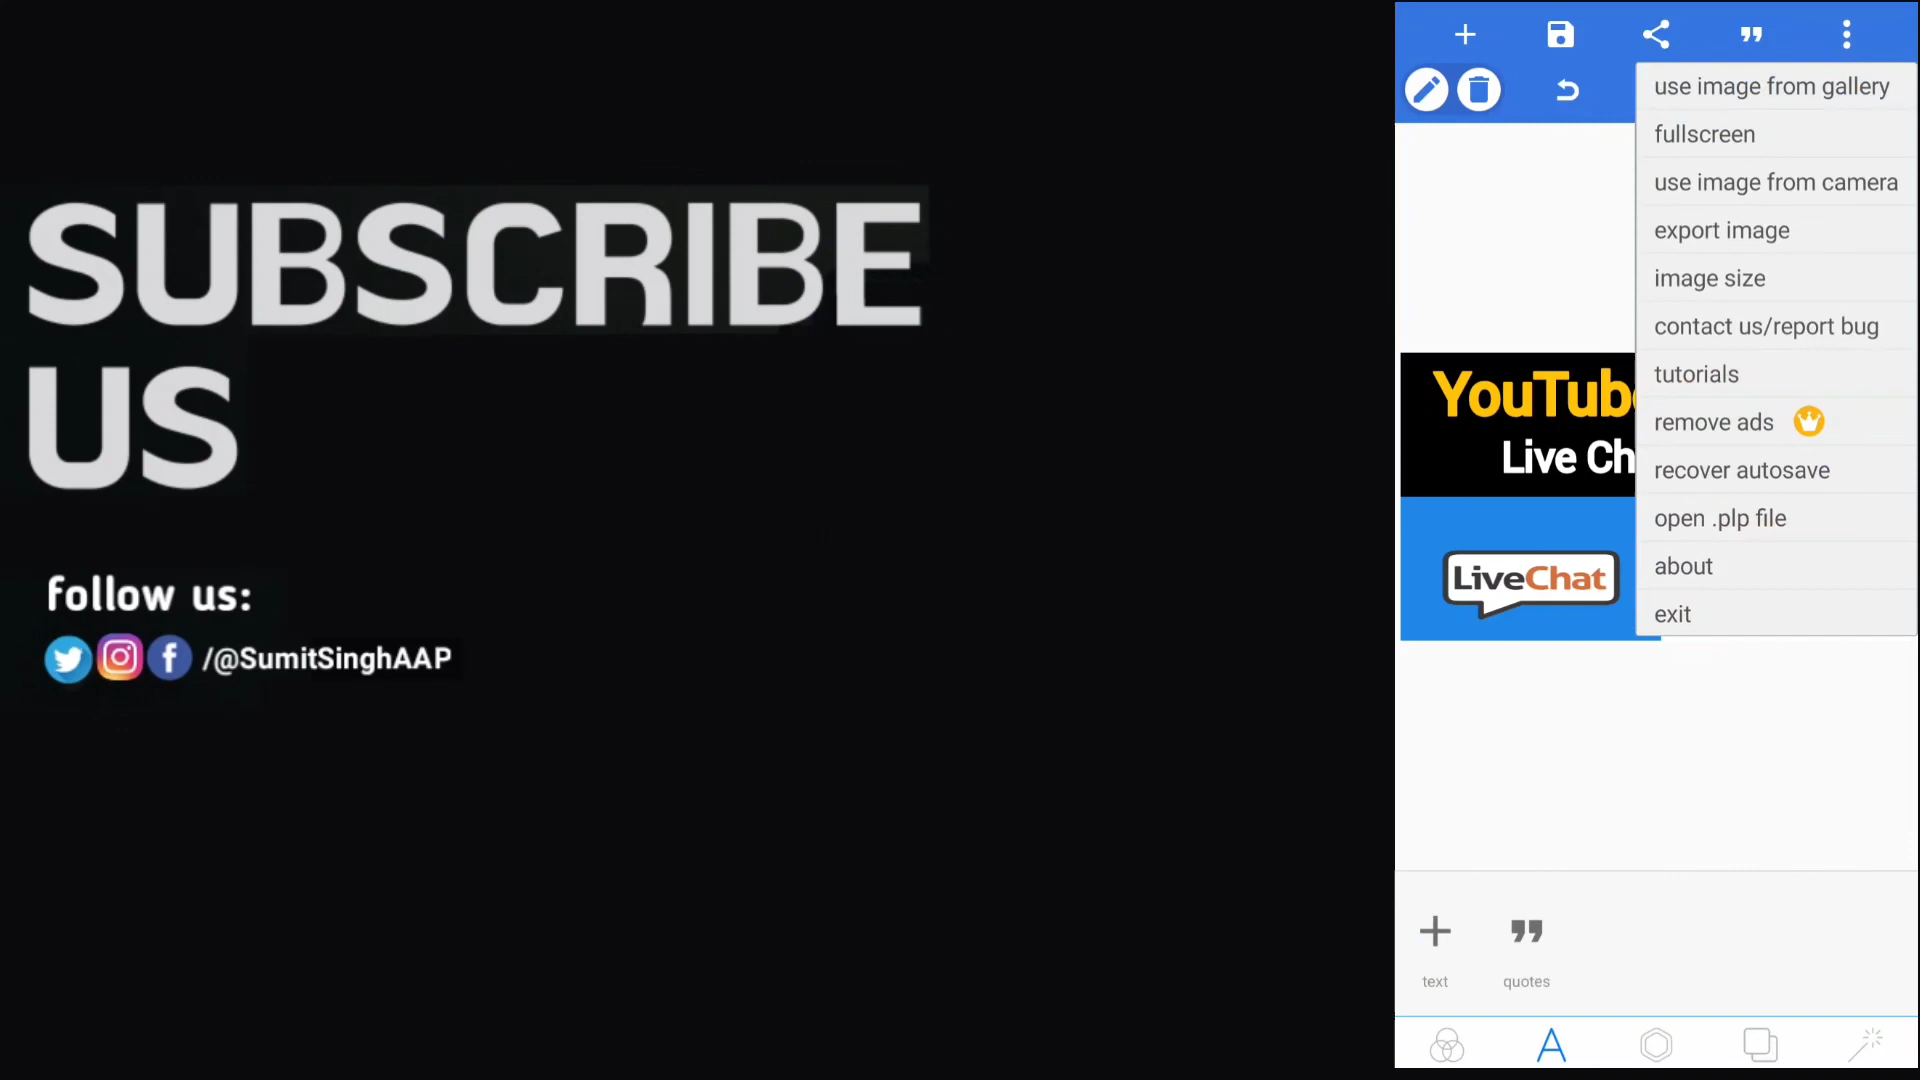 SUBSCRIBE
US
follow us:
/@SumitSinghAAP
use image from gallery
fullscreen
use image from camera
export image
image size
contact us/report bug
tutorials
remove ads
recover autosave
open .plp file
about
exit
YouTub
Live Ch
LiveChat
text
quotes